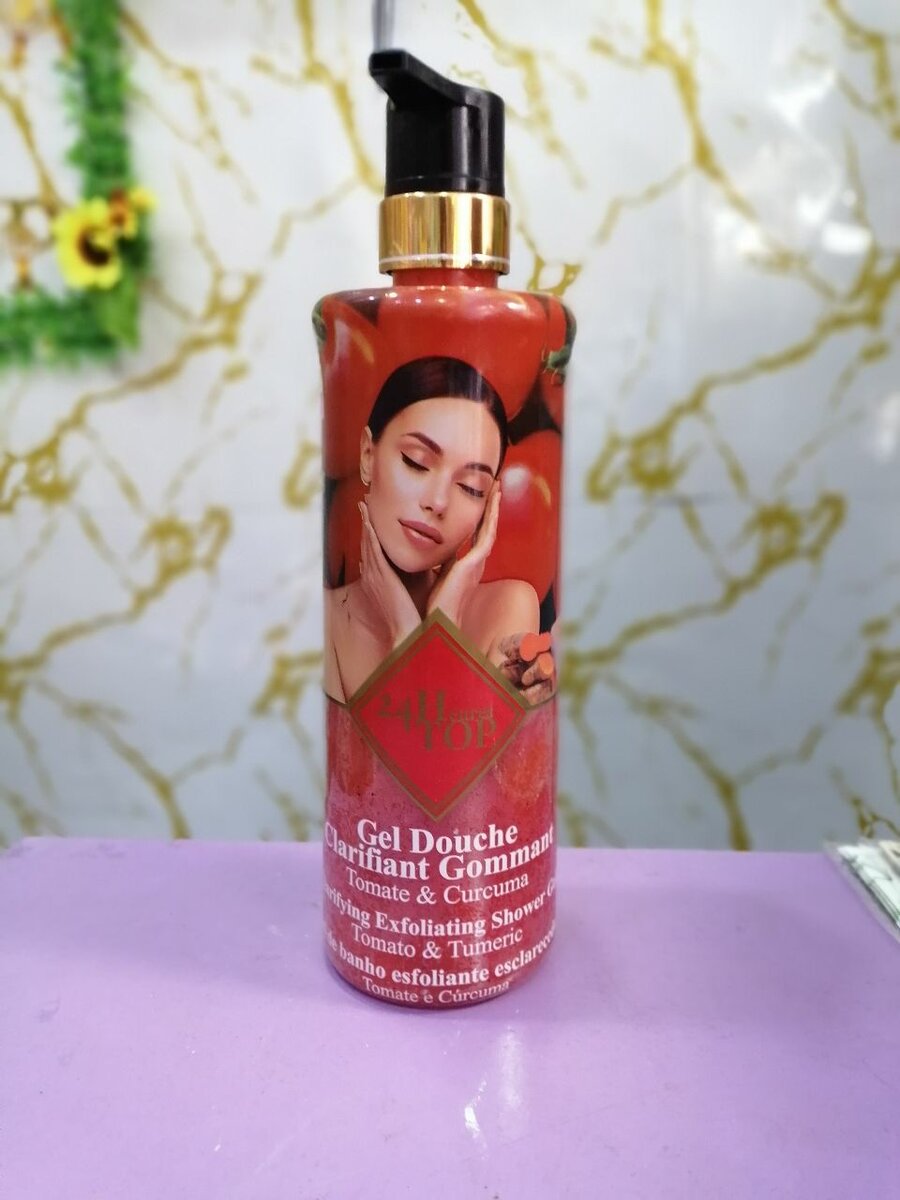 24H
TOP
Gel Douche
Clarifiant Gommant
Tomate & Curcuma
Exfoliating Shower
Tomato & Tumeric
banho esfoliante
Tomate e Cúrcuma